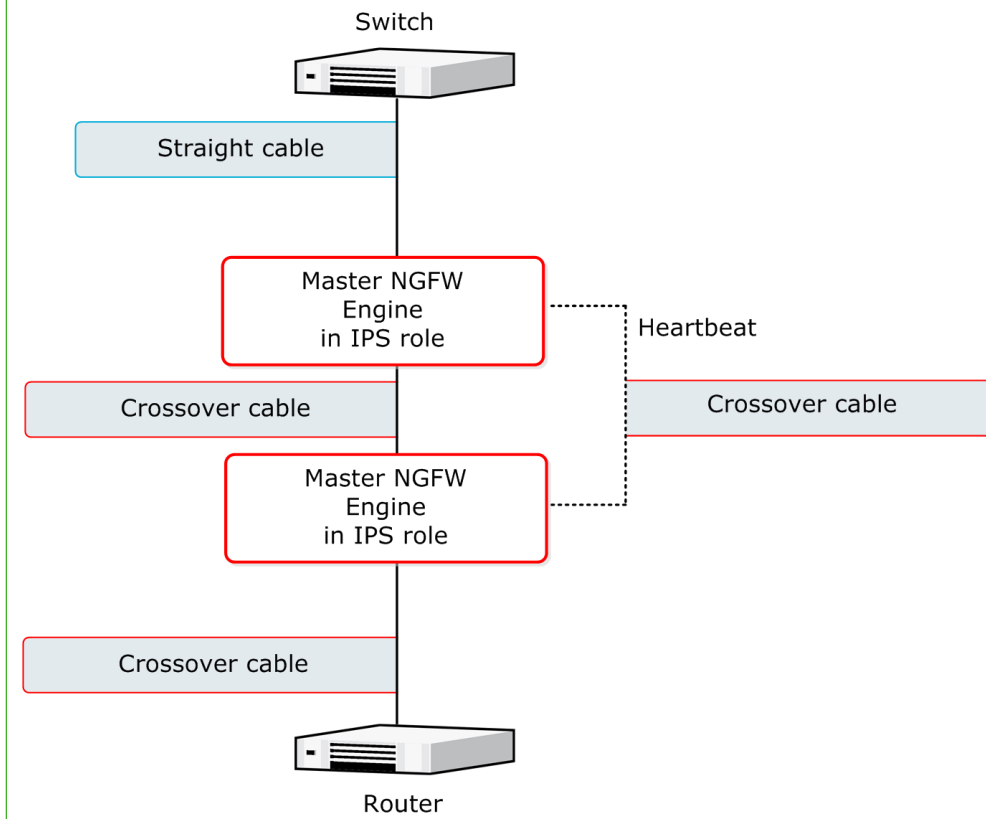 Switch
Straight cable
Master NGFW
Engine
in IPS role
Heartbeat
Crossover cable
Crossover cable
Master NGFW
Engine
in IPS role
Crossover cable
Router